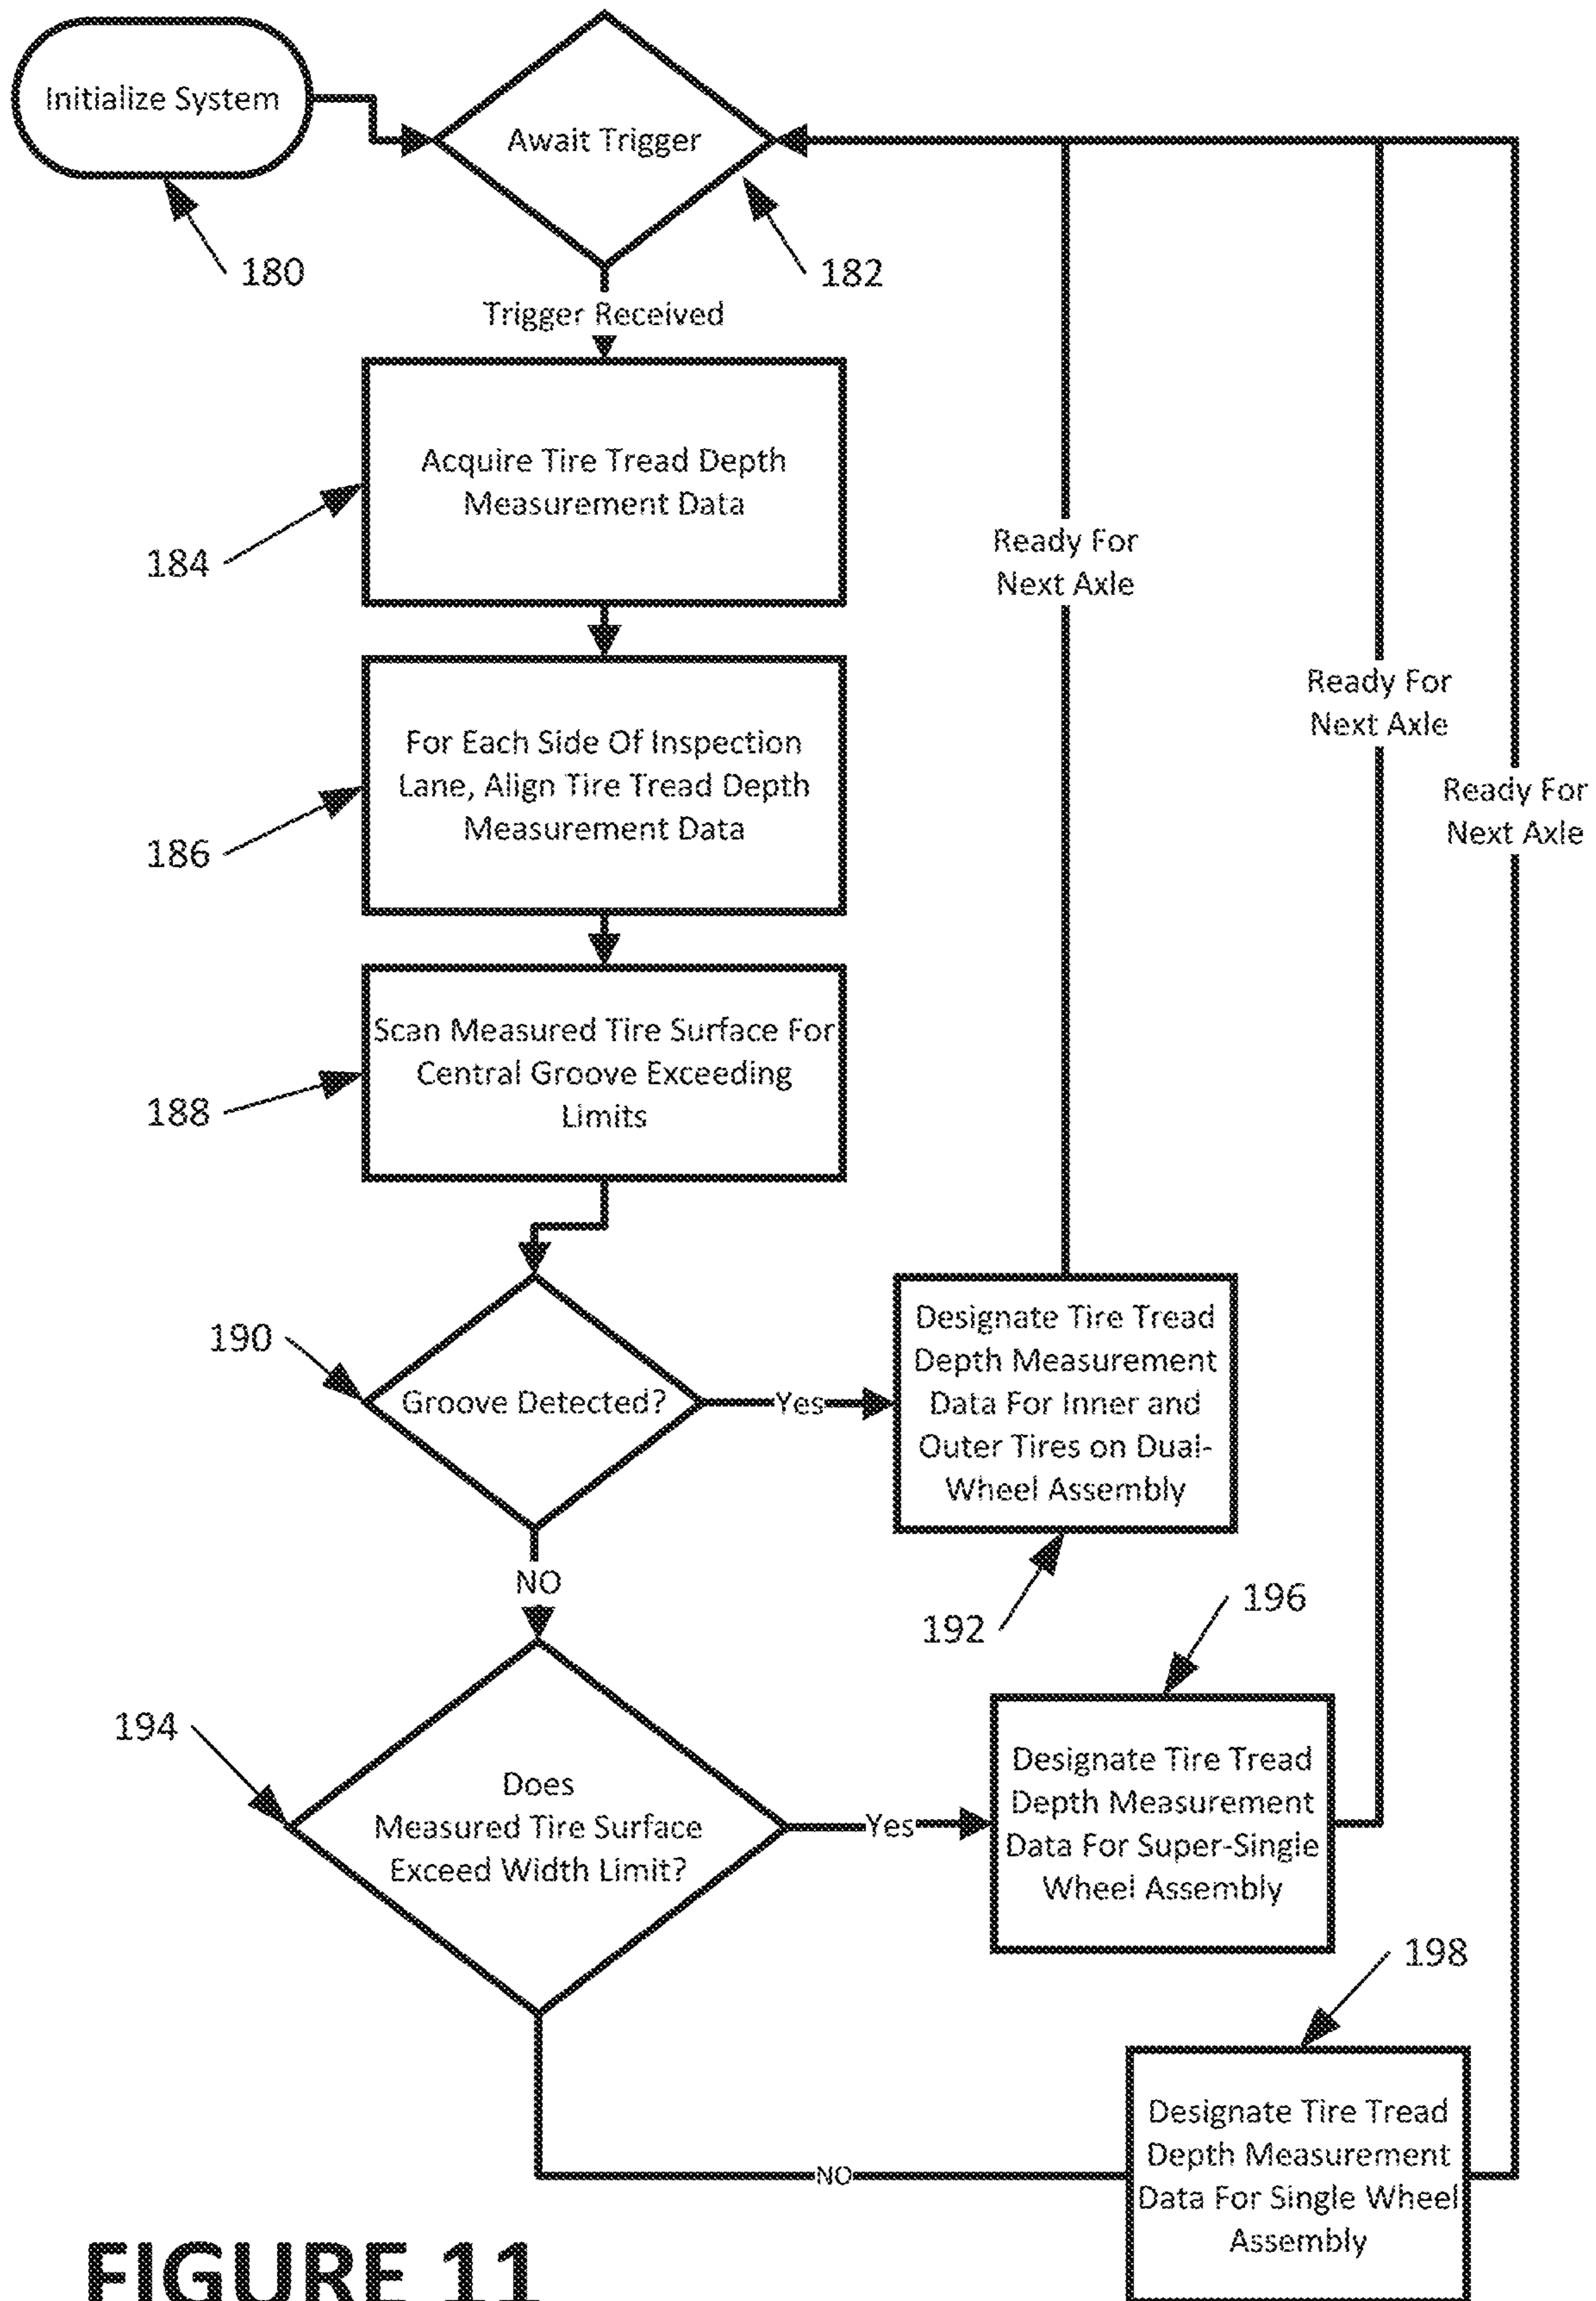 Initialize System
Await Trigger
180
182
Trigger Received
Acquire Tire Tread Depth
Measurement Data
184
Ready For
Next Axle
For Each Side Of Inspection
Lane, Align Tire Tread Depth
Measurement Data
186
Ready For
Next Axle
Ready For
Next Axle
Scan Measured Tire Surface For
Central Groove Exceeding
Limits
188
190
Groove Detected?
Yes
Designate Tire Tread
Depth Measurement
Data For Inner and
Outer Tires on Dual-
Wheel Assembly
NO
192
196
194
Does
Measured Tire Surface
Exceed Width Limit?
Yes
Designate Tire Tread
Depth Measurement
Data For Super-Single
Wheel Assembly
198
NO
Designate Tire Tread
Depth Measurement
Data For Single Wheel
Assembly
FIGURE 11